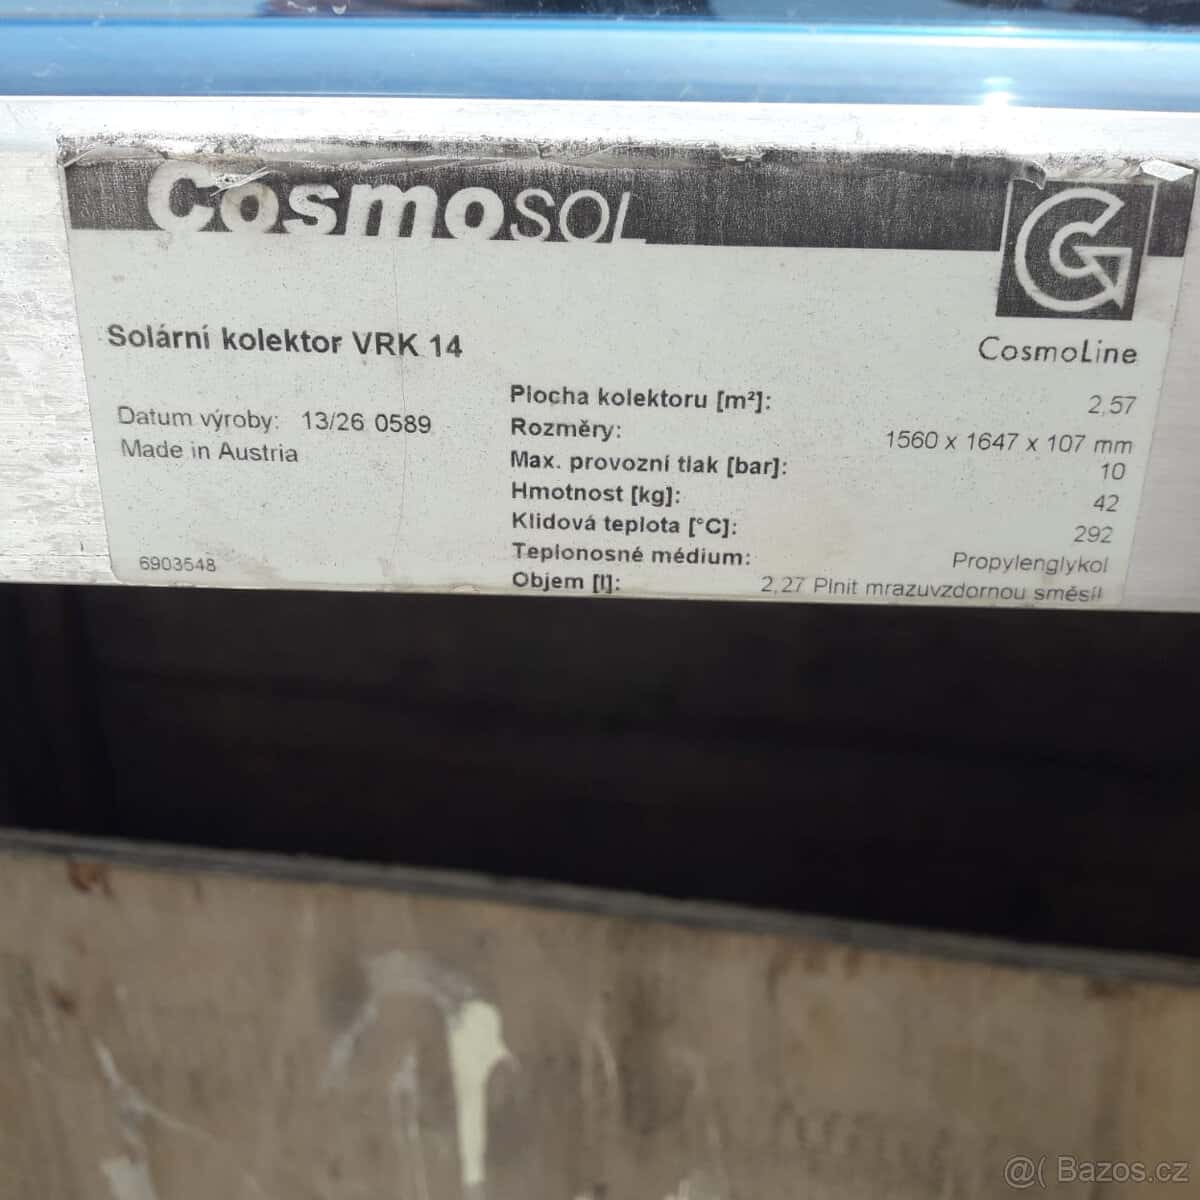 CosmoSOL
CosmoLine
Solární kolektor VRK 14
Datum výroby: 13/26 0589
Made in Austria
6903548
Plocha kolektoru [m²]: 2,57
Rozměry: 1560 x 1647 x 107 mm
Max. provozní tlak [bar]: 10
Hmotnost [kg]: 42
Klidová teplota [°C]: 292
Teplonosné médium: Propylenglykol
Objem [l]: 2,27 Plnit mrazuvzdornou směsí!
@( Bazos.cz